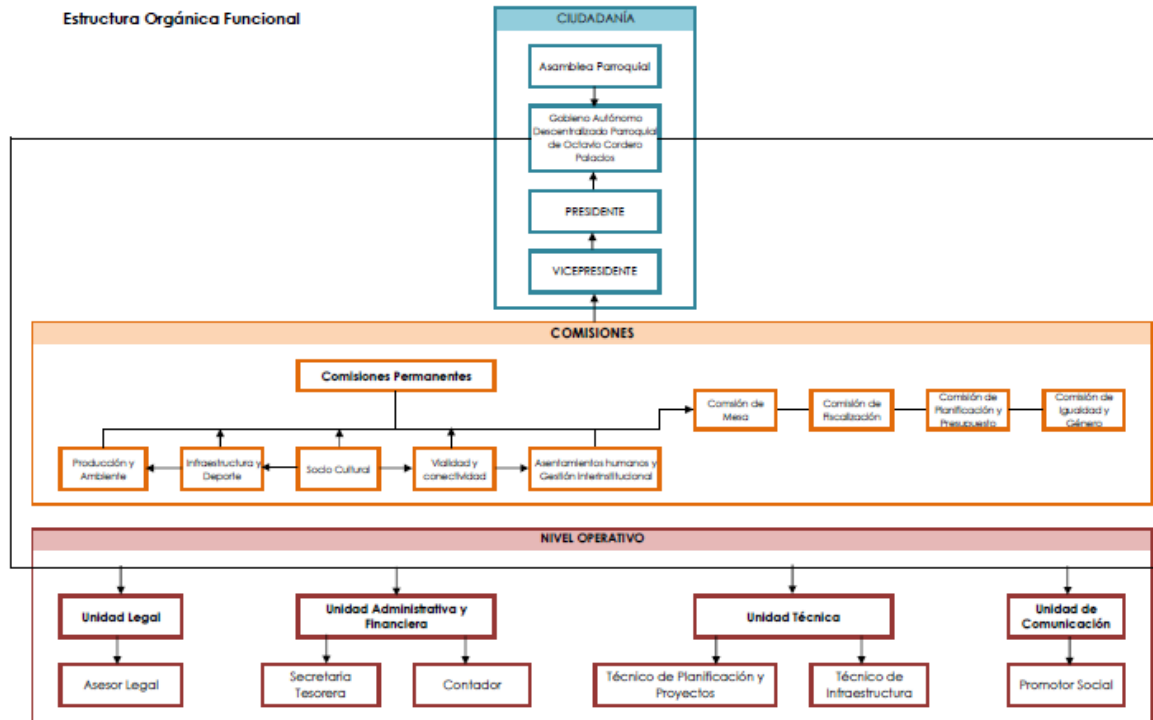 Estructura Orgánica Funcional
CIUDADANÍA
Asamblea Parroquial
Gobieno Autónomo
Descentralizado Parroquial
de Octavio Cordero
Palacios
PRESIDENTE
VICEPRESIDENTE
COMISIONES
Comisiones Permanentes
Comisión de
Mesa
Comisión de
Fiscalización
Comisión de
Planificación y
Presupuesto
Comisión de
Igualdad y
Género
Producción y
Ambiente
Infraestructura y
Deporte
Socio Cultural
Vialidad y
conectividad
Asentamientos humanos y
Gestión Interinstitucional
NIVEL OPERATIVO
Unidad Legal
Unidad Administrativa y
Financiera
Unidad Técnica
Unidad de
Comunicación
Asesor Legal
Secretaria
Tesorera
Contador
Técnico de Planificación y
Proyectos
Técnico de
Infraestructura
Promotor Social